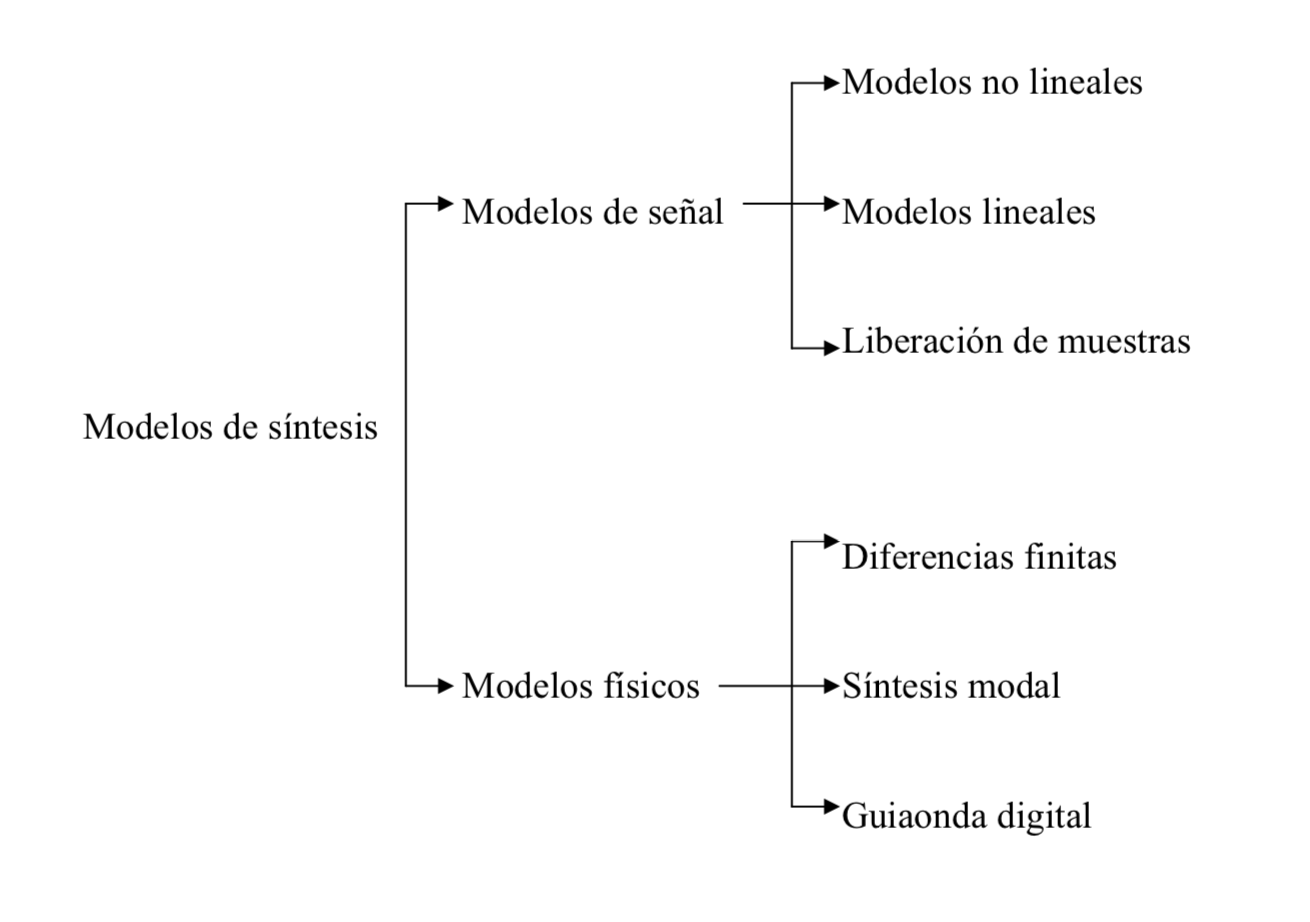 Modelos de síntesis
Modelos de señal
Modelos no lineales
Modelos lineales
Liberación de muestras
Modelos físicos
Diferencias finitas
Síntesis modal
Guiaonda digital